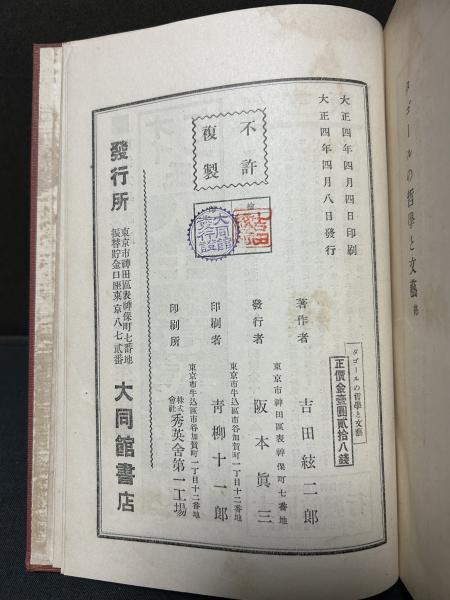 タゴールの哲學と文藝 終
大正四年四月四日印刷
大正四年四月八日發行
不許
複製
大同館
發行證
タゴールの哲學と文藝
正價金壹圓貳拾八錢
著作者 吉田絃二郎
東京市神田區表神保町七番地
發行者 阪本眞三
東京市牛込區市谷加賀町一丁目十二番地
印刷者 青柳十一郎
東京市牛込區市谷加賀町一丁目十二番地
印刷所 株式會社 秀英舍第一工場
發行所 東京市神田區表神保町七番地
振替貯金口座東京八七貳番
大同館書店